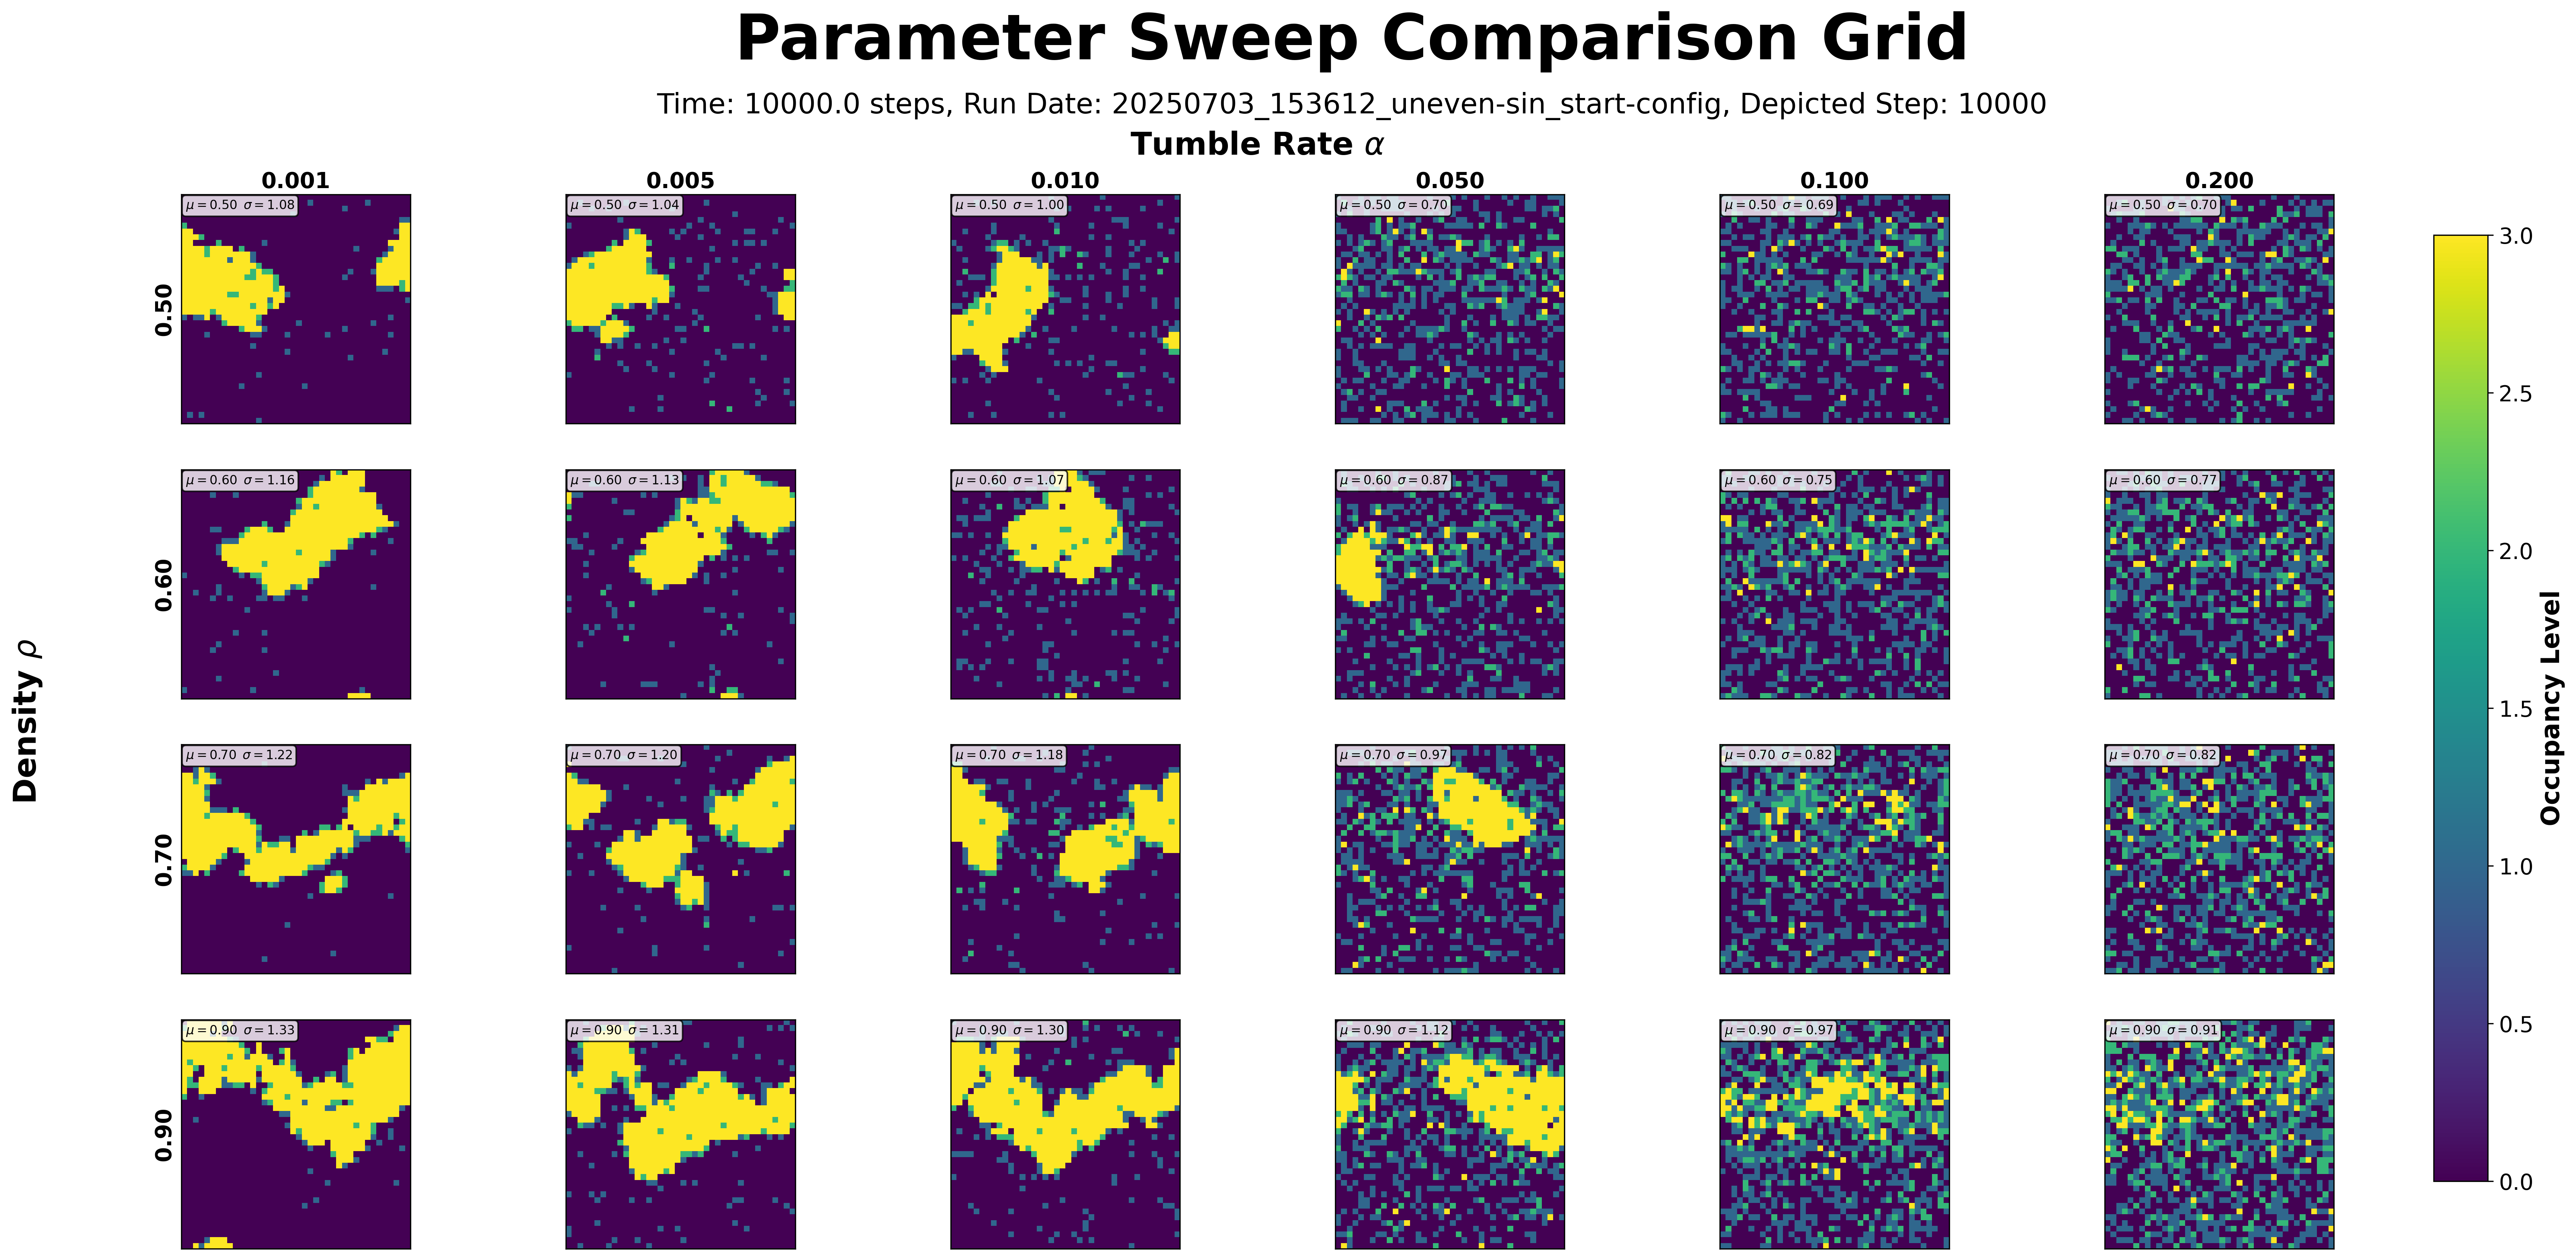 Parameter Sweep Comparison Grid
Time: 10000.0 steps, Run Date: 20250703_153612_uneven-sin_start-config, Depicted Step: 10000
Tumble Rate α
0.001 0.005 0.010 0.050 0.100 0.200
μ = 0.50 σ = 1.08
μ = 0.50 σ = 1.04
μ = 0.50 σ = 1.00
μ = 0.50 σ = 0.70
μ = 0.50 σ = 0.69
μ = 0.50 σ = 0.70
0.50
μ = 0.60 σ = 1.16
μ = 0.60 σ = 1.13
μ = 0.60 σ = 1.07
μ = 0.60 σ = 0.87
μ = 0.60 σ = 0.75
μ = 0.60 σ = 0.77
0.60
μ = 0.70 σ = 1.22
μ = 0.70 σ = 1.20
μ = 0.70 σ = 1.18
μ = 0.70 σ = 0.97
μ = 0.70 σ = 0.82
μ = 0.70 σ = 0.82
0.70
μ = 0.90 σ = 1.33
μ = 0.90 σ = 1.31
μ = 0.90 σ = 1.30
μ = 0.90 σ = 1.12
μ = 0.90 σ = 0.97
μ = 0.90 σ = 0.91
0.90
Density ρ
3.0
2.5
2.0
1.5
1.0
0.5
0.0
Occupancy Level